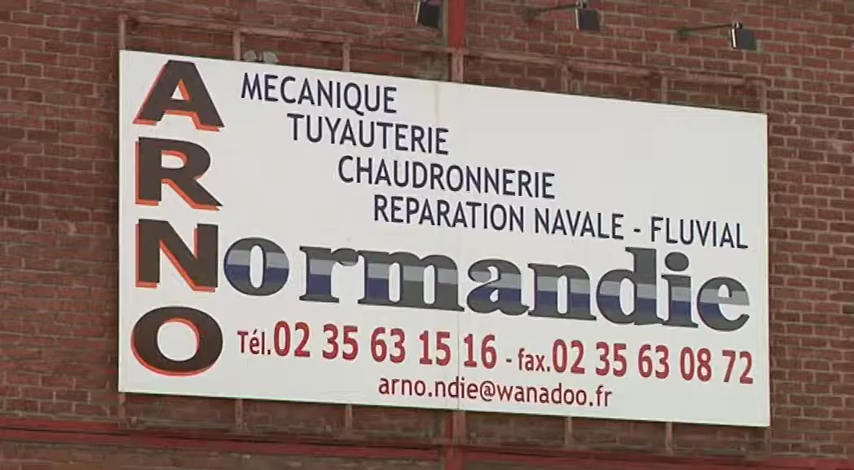 MECANIQUE
TUYAUTERIE
CHAUDRONNERIE
REPARATION NAVALE - FLUVIAL
ARNO
Normandie
Tél.02 35 63 15 16 - fax.02 35 63 08 72
arno.ndie@wanadoo.fr